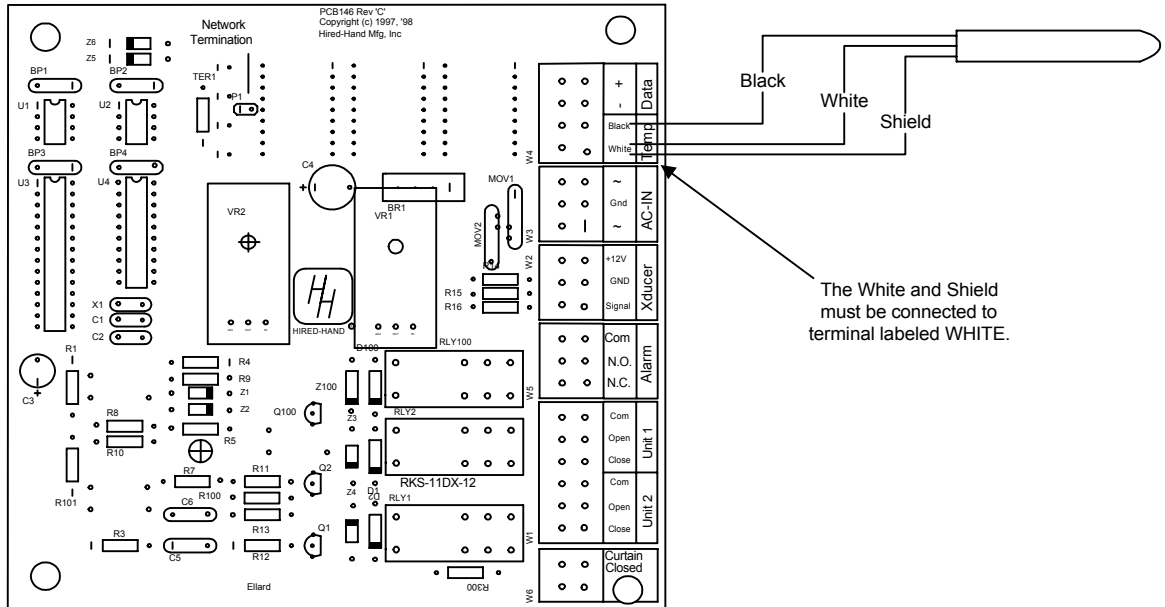 PCB146 Rev 'C'
Copyright (c) 1997, '98
Hired-Hand Mfg, Inc
Network
Termination
Z6
Z5
BP1
BP2
TER1
P1
U1
U2
BP3
BP4
U3
U4
C4
+
VR2
VR1
BR1
MOV1
MOV2
W4
W3
W2
R14
R15
R16
HH
HIRED-HAND
X1
C1
C2
R1
C3
+
R4
R9
Z1
Z2
R5
R8
R10
R101
R7
R100
R11
C6
R13
R3
C5
R12
D100
Z100
Q100
Z3
RLY100
W5
RLY2
Q2
RKS-11DX-12
Z4
D1
D2
RLY1
Q1
W1
R300
W6
Ellard
+
-
Data
Black
White
Temp
~
Gnd
~
AC-IN
+12V
GND
Signal
Xducer
Com
N.O.
N.C.
Alarm
Com
Open
Close
Unit 1
Com
Open
Close
Unit 2
Curtain
Closed
Black
White
Shield
The White and Shield
must be connected to
terminal labeled WHITE.